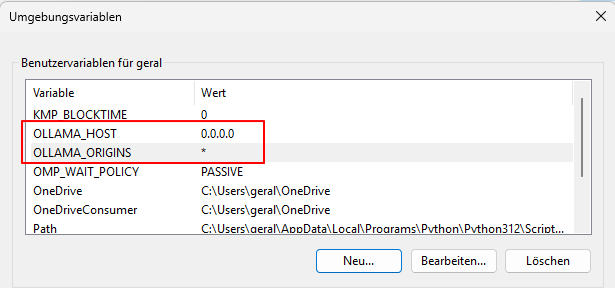 Umgebungsvariablen
Benutzervariablen für geral
Variable Wert
KMP_BLOCKTIME 0
OLLAMA_HOST 0.0.0.0
OLLAMA_ORIGINS *
OMP_WAIT_POLICY PASSIVE
OneDrive C:\Users\geral\OneDrive
OneDriveConsumer C:\Users\geral\OneDrive
Path C:\Users\geral\AppData\Local\Programs\Python\Python312\Script...
Neu... Bearbeiten... Löschen